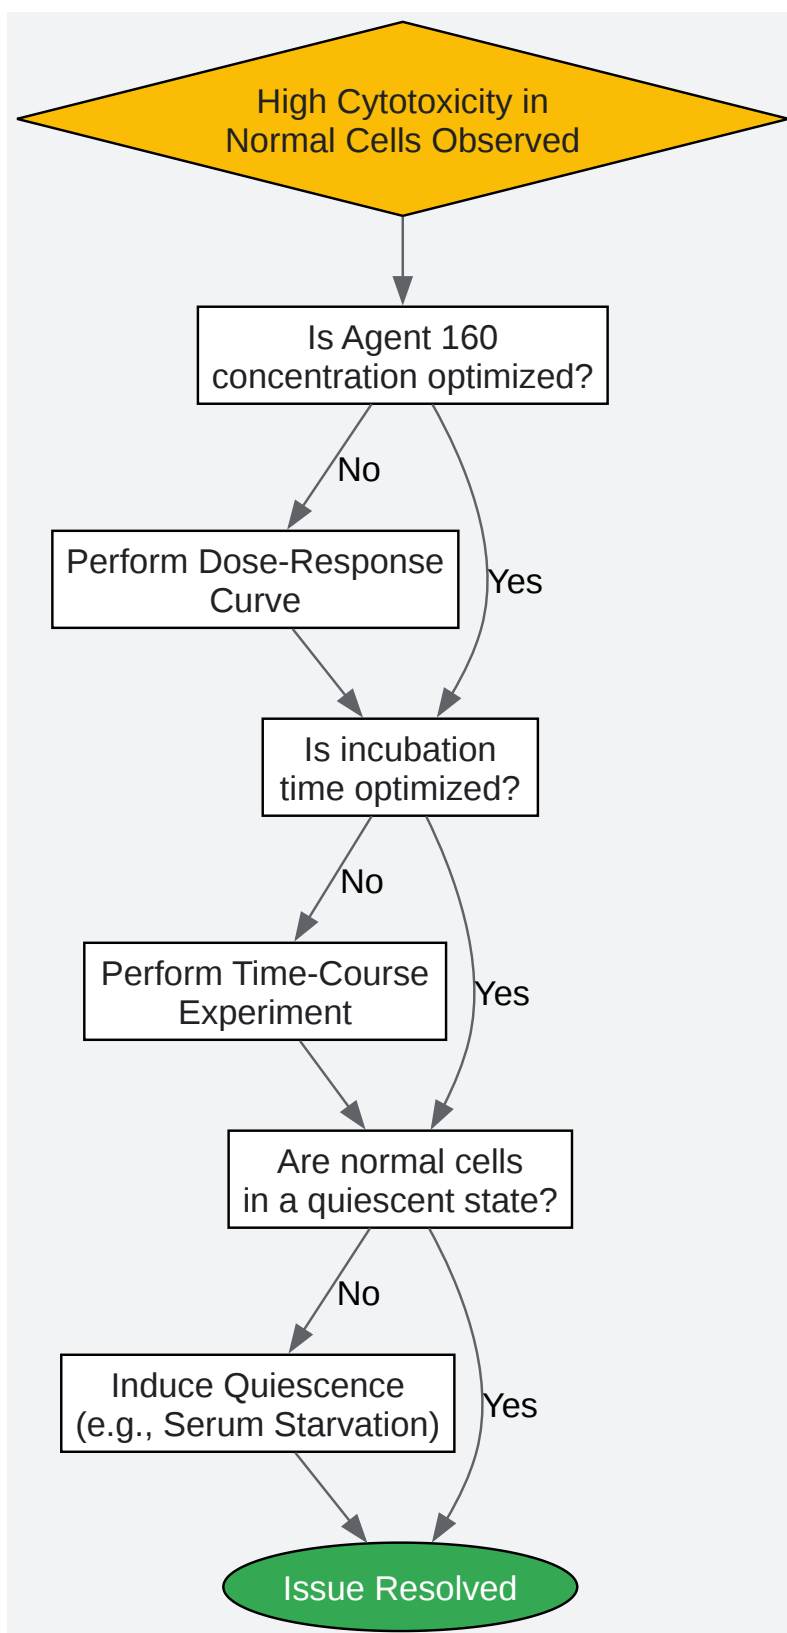 High Cytotoxicity in
Normal Cells Observed
Is Agent 160
concentration optimized?
No
Perform Dose-Response
Curve
Yes
Is incubation
time optimized?
No
Perform Time-Course
Experiment
Yes
Are normal cells
in a quiescent state?
No
Induce Quiescence
(e.g., Serum Starvation)
Yes
Issue Resolved